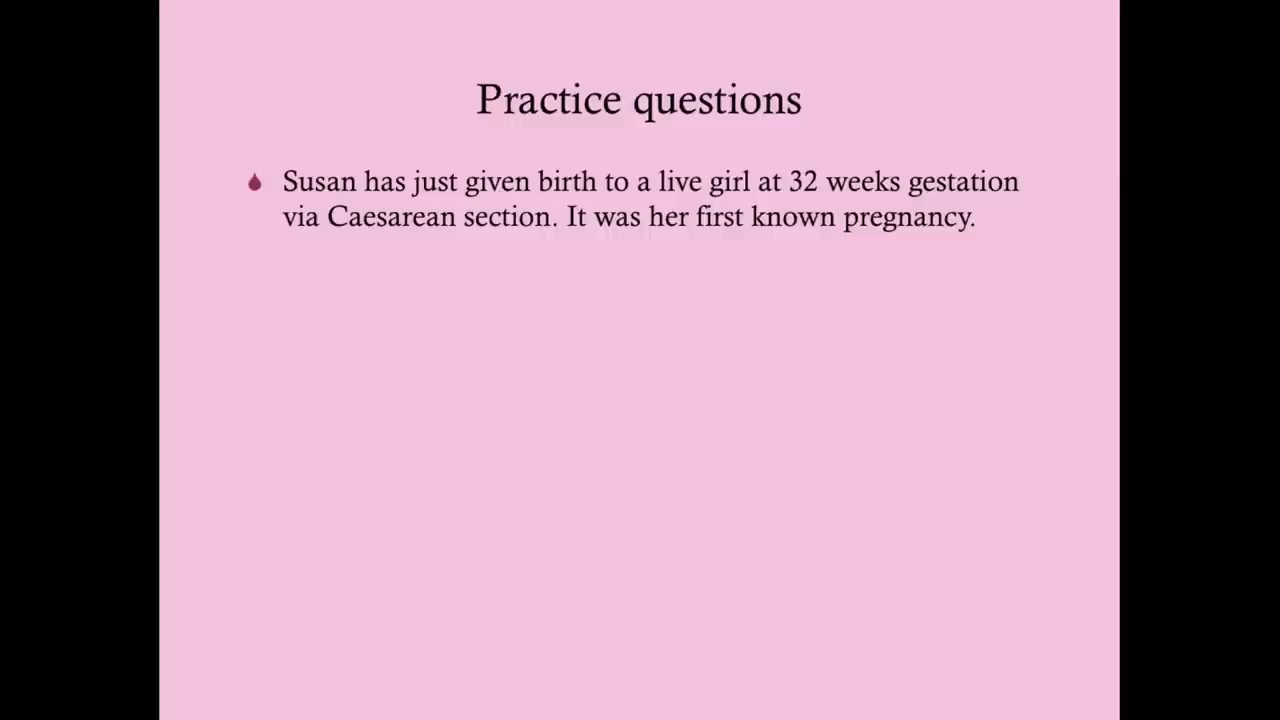 Practice questions
Susan has just given birth to a live girl at 32 weeks gestation
via Caesarean section. It was her first known pregnancy.